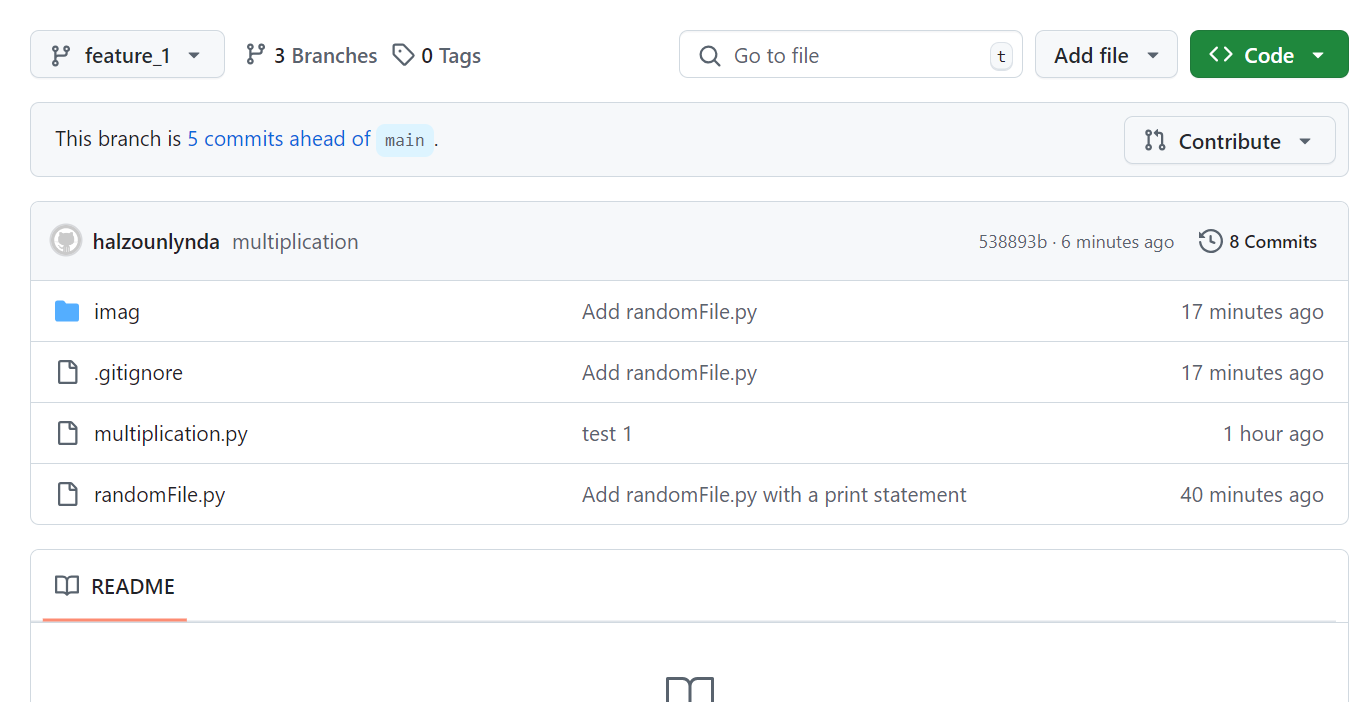 feature_1 3 Branches 0 Tags Go to file t Add file Code
This branch is 5 commits ahead of main .
Contribute
halzounlynda multiplication 538893b · 6 minutes ago 8 Commits
imag Add randomFile.py 17 minutes ago
.gitignore Add randomFile.py 17 minutes ago
multiplication.py test 1 1 hour ago
randomFile.py Add randomFile.py with a print statement 40 minutes ago
README